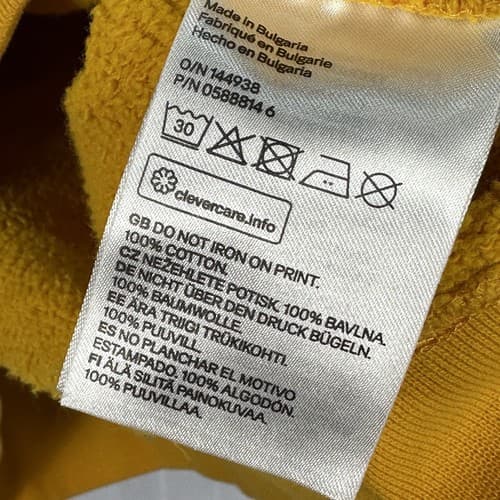 Made in Bulgaria
Fabriqué en Bulgarie
Hecho en Bulgaria
O/N 144938
P/N 0588814 6
30
clevercare.info
GB DO NOT IRON ON PRINT.
100% COTTON.
CZ NEŽEHLETE POTISK. 100% BAVLNA.
DE NICHT ÜBER DEN DRUCK BÜGELN.
100% BAUMWOLLE.
EE ÄRA TRIIGI TRÜKIKOHTI.
100% PUUVILL.
ES NO PLANCHAR EL MOTIVO
ESTAMPADO. 100% ALGODÓN.
FI ÄLÄ SILITÄ PAINOKUVAA.
100% PUUVILLAA.